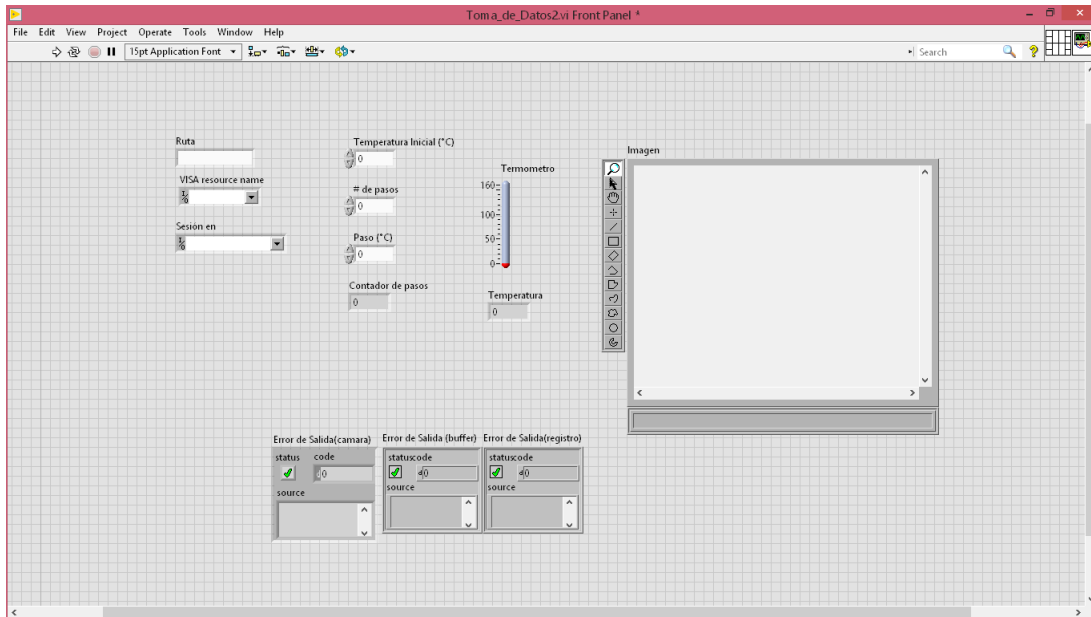 Toma_de_Datos2.vi Front Panel *
File Edit View Project Operate Tools Window Help
15pt Application Font
Search
Ruta
VISA resource name
Sesión en
Temperatura Inicial (°C)
0
# de pasos
0
Paso (°C)
0
Contador de pasos
0
Termometro
160
100
50
0
Temperatura
0
Imagen
Error de Salida(camara)
status code
0
source
Error de Salida (buffer)
status code
d0
source
Error de Salida(registro)
status code
d0
source